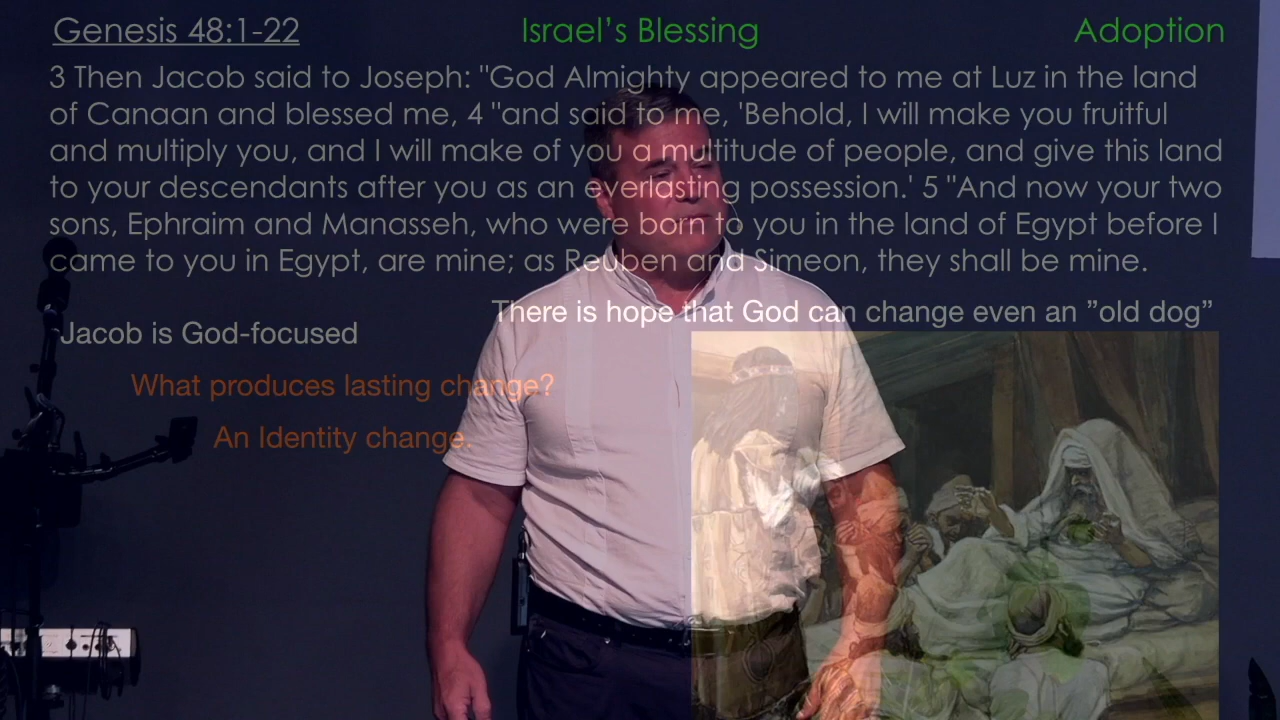 Genesis 48:1-22 Israel’s Blessing Adoption
3 Then Jacob said to Joseph: "God Almighty appeared to me at Luz in the land
of Canaan and blessed me, 4 "and said to me, 'Behold, I will make you fruitful
and multiply you, and I will make of you a multitude of people, and give this land
to your descendants after you as an everlasting possession.' 5 "And now your two
sons, Ephraim and Manasseh, who were born to you in the land of Egypt before I
came to you in Egypt, are mine; as Reuben and Simeon, they shall be mine.
There is hope that God can change even an ”old dog”
Jacob is God-focused
What produces lasting change?
An Identity change.